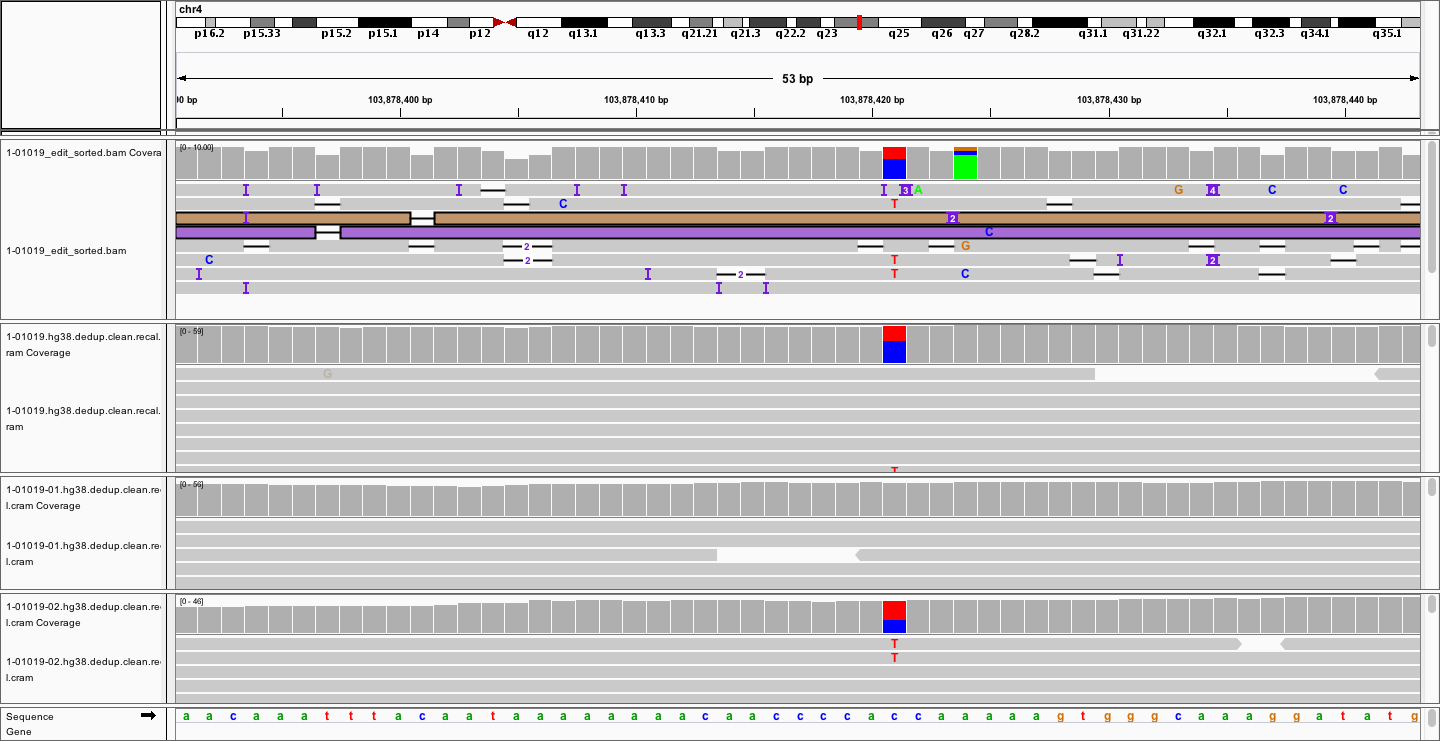 chr4
p16.2 p15.33 p15.2 p15.1 p14 p12 q12 q13.1 q13.3 q21.21 q21.3 q22.2 q23 q25 q26 q27 q28.2 q31.1 q31.22 q32.1 q32.3 q34.1 q35.1
53 bp
00 bp 103,878,400 bp 103,878,410 bp 103,878,420 bp 103,878,430 bp 103,878,440 bp
1-01019_edit_sorted.bam Covera
[0 - 10.00]
I I I I I I 3 A G 4 C C
C T
I 2 2
1-01019_edit_sorted.bam
C
2 G
C 2 T I 2
I I 2 T C
I I I
1-01019.hg38.dedup.clean.recal.
ram Coverage
[0 - 59]
G
1-01019.hg38.dedup.clean.recal.
ram
T
1-01019-01.hg38.dedup.clean.re
l.cram Coverage
[0 - 56]
1-01019-01.hg38.dedup.clean.re
l.cram
1-01019-02.hg38.dedup.clean.re
l.cram Coverage
[0 - 46]
T
1-01019-02.hg38.dedup.clean.re
l.cram
T
Sequence
a a c a a a t t t a c a a t a a a a a a a a c a a c c c c a c c a a a a a g t g g g c a a a g g a t a t g
Gene